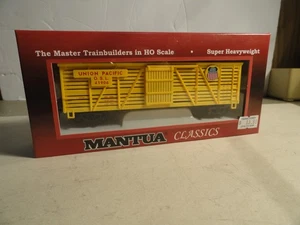 The Master Trainbuilders in HO Scale • Super Heavyweight
UNION PACIFIC
O.S.L.
MANTUA CLASSICS